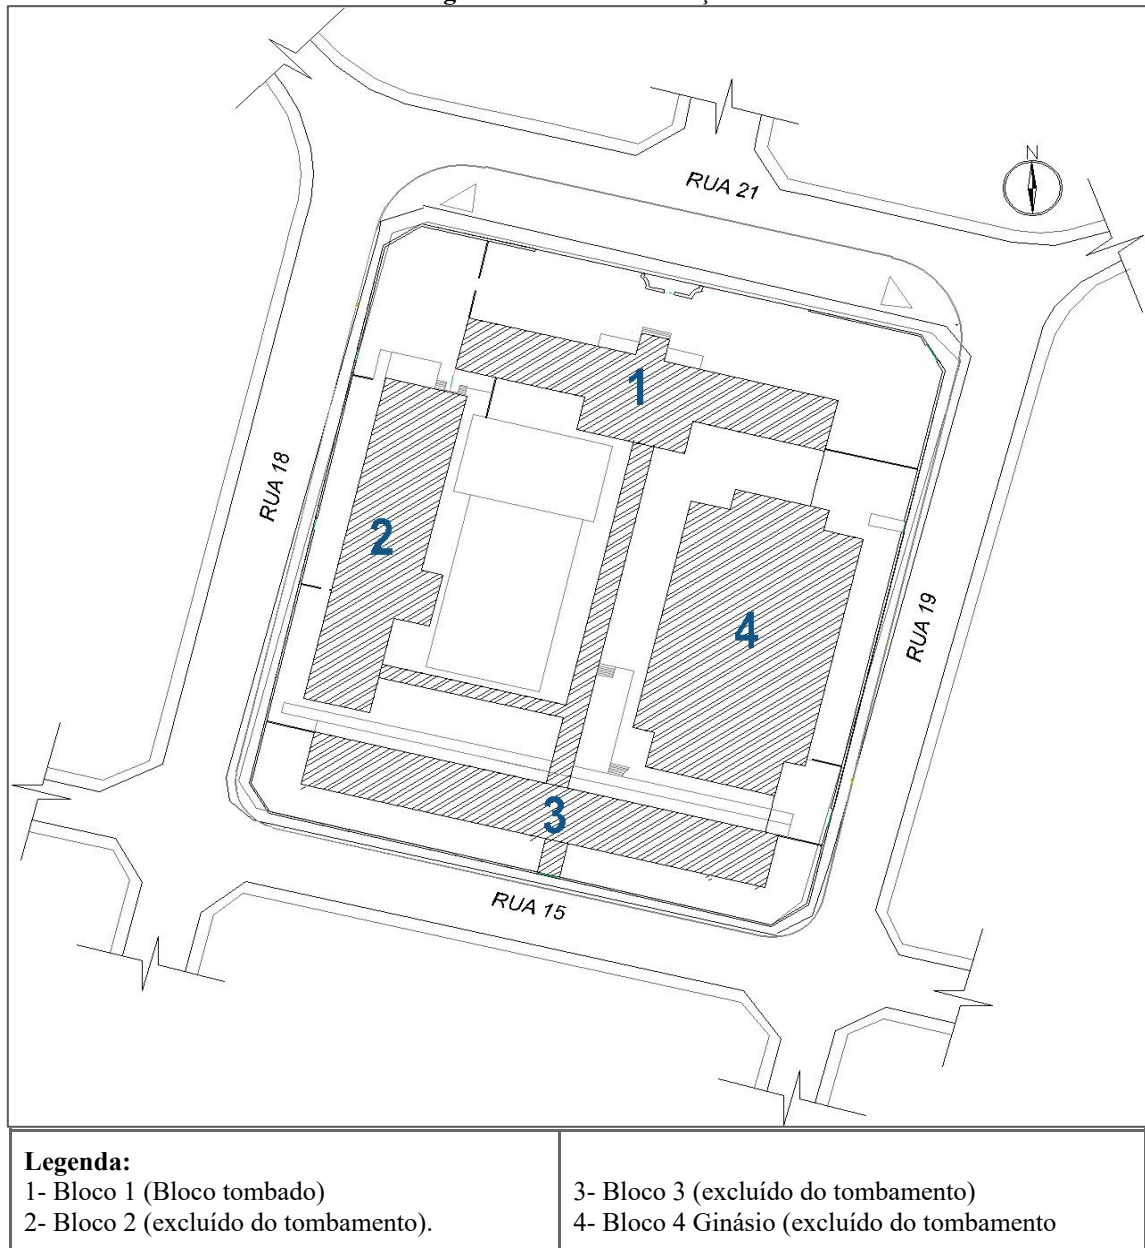 RUA 21
N
1
RUA 18
2
4
RUA 19
3
RUA 15
Legenda:
1- Bloco 1 (Bloco tombado)
2- Bloco 2 (excluído do tombamento).
3- Bloco 3 (excluído do tombamento)
4- Bloco 4 Ginásio (excluído do tombamento